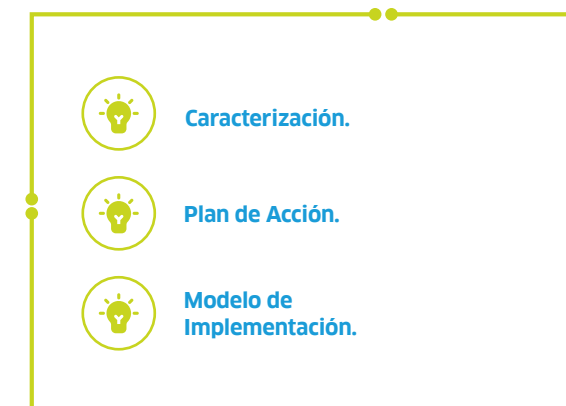 Caracterización.
Plan de Acción.
Modelo de
Implementación.